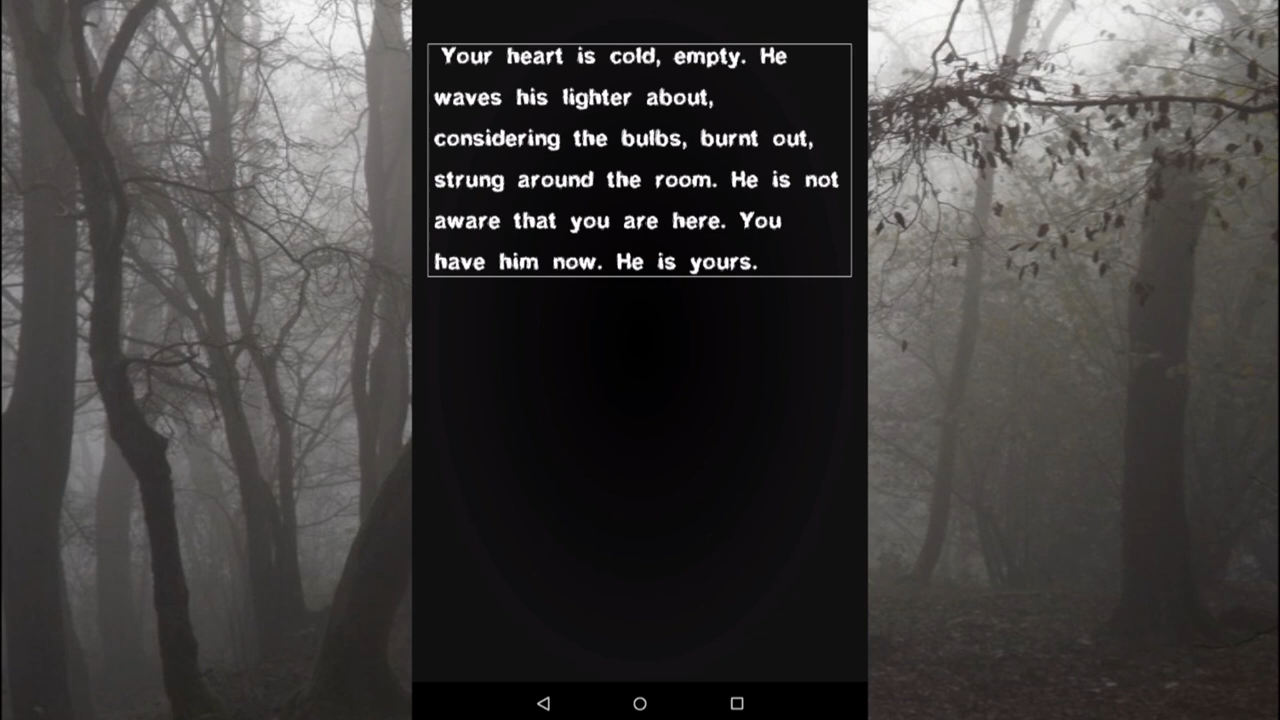 Your heart is cold, empty. He
waves his lighter about,
considering the bulbs, burnt out,
strung around the room. He is not
aware that you are here. You
have him now. He is yours.